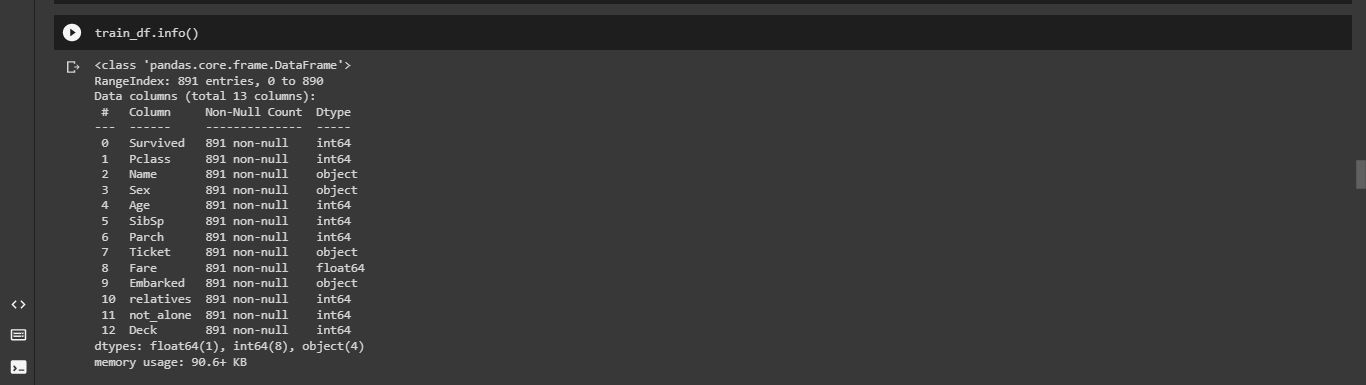 train_df.info()
<class 'pandas.core.frame.DataFrame'>
RangeIndex: 891 entries, 0 to 890
Data columns (total 13 columns):
 #   Column     Non-Null Count  Dtype
---  ------     --------------  -----
 0   Survived   891 non-null    int64
 1   Pclass     891 non-null    int64
 2   Name       891 non-null    object
 3   Sex        891 non-null    object
 4   Age        891 non-null    int64
 5   SibSp      891 non-null    int64
 6   Parch      891 non-null    int64
 7   Ticket     891 non-null    object
 8   Fare       891 non-null    float64
 9   Embarked   891 non-null    object
 10  relatives  891 non-null    int64
 11  not_alone  891 non-null    int64
 12  Deck       891 non-null    int64
dtypes: float64(1), int64(8), object(4)
memory usage: 90.6+ KB